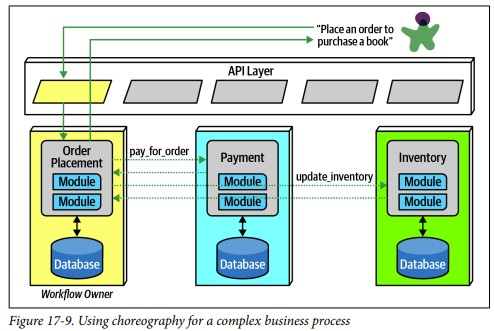 “Place an order to
purchase a book”
API Layer
Order
Placement
Module
Module
Database
Workflow Owner
pay_for_order
Payment
Module
Module
Database
update_inventory
Inventory
Module
Module
Database
Figure 17-9. Using choreography for a complex business process